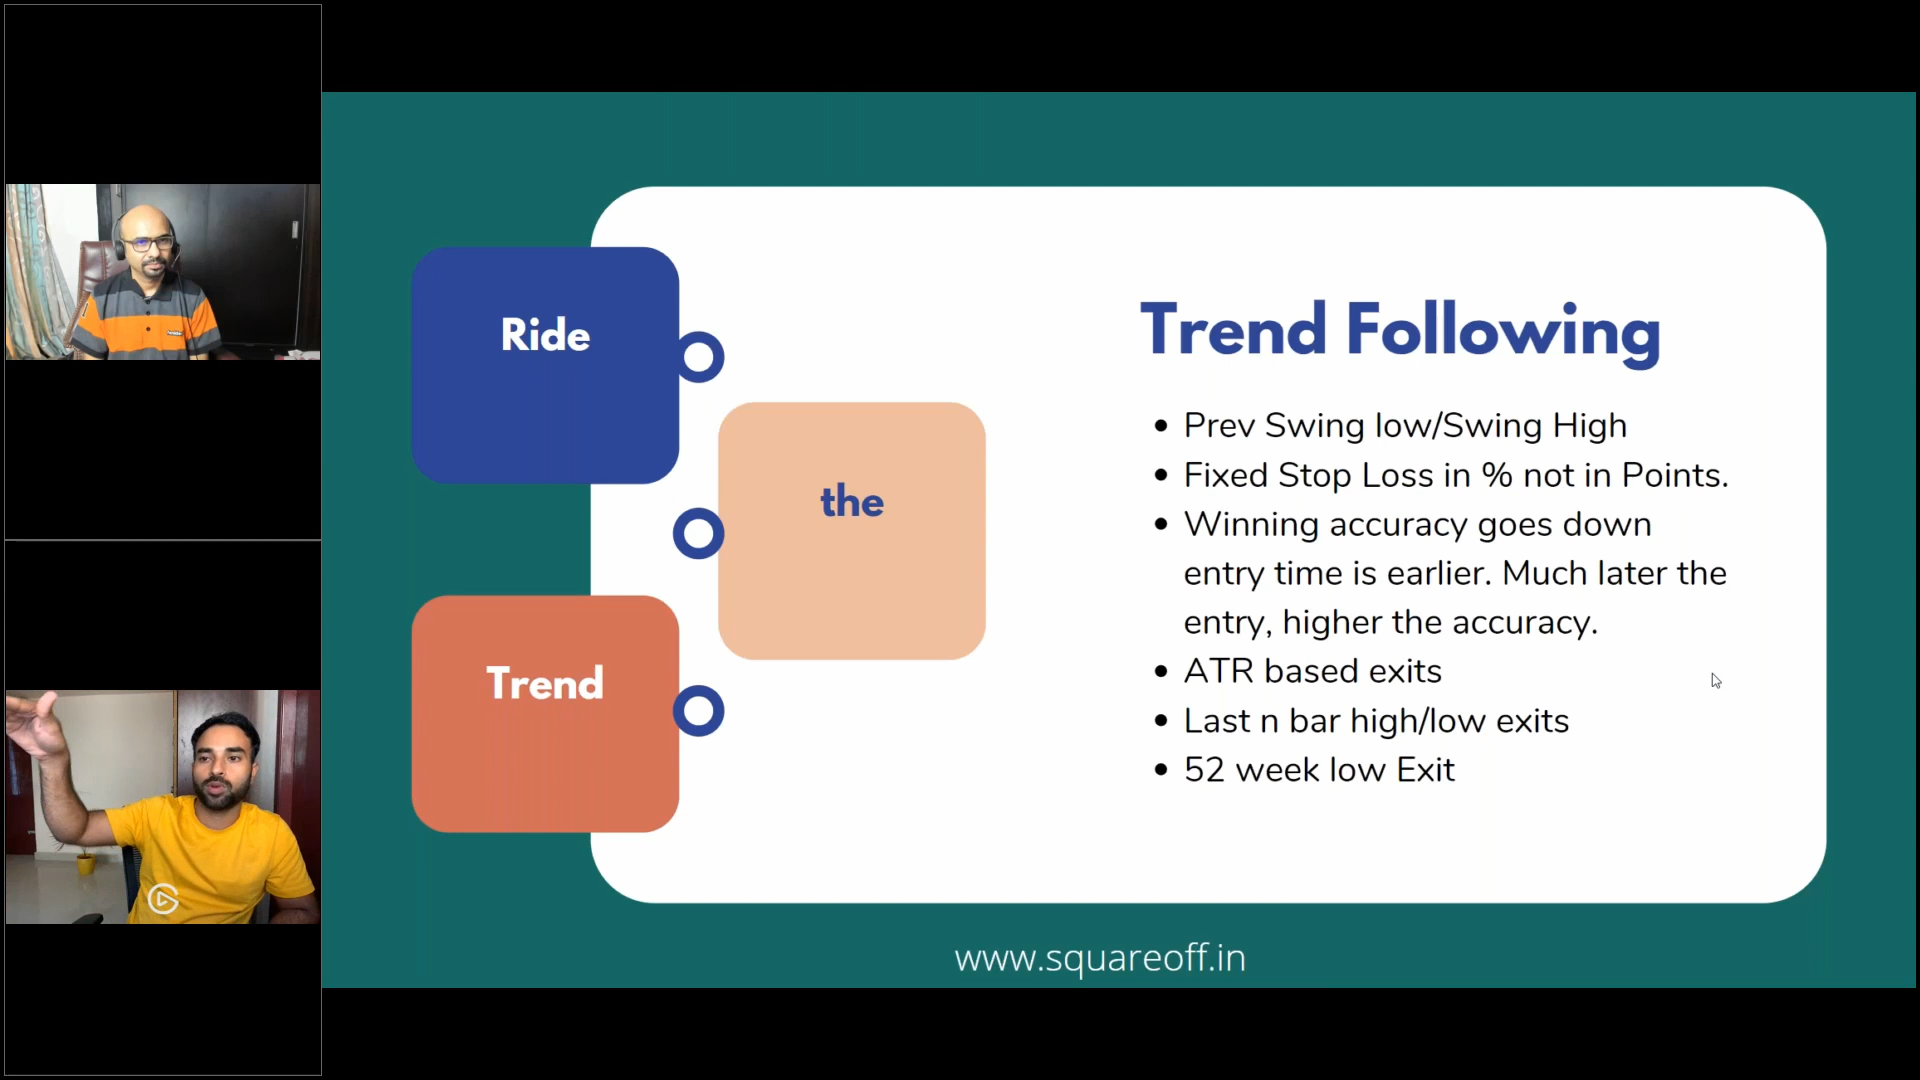 Ride
the
Trend
Trend Following
Prev Swing low/Swing High
Fixed Stop Loss in % not in Points.
Winning accuracy goes down
entry time is earlier. Much later the
entry, higher the accuracy.
ATR based exits
Last n bar high/low exits
52 week low Exit
www.squareoff.in